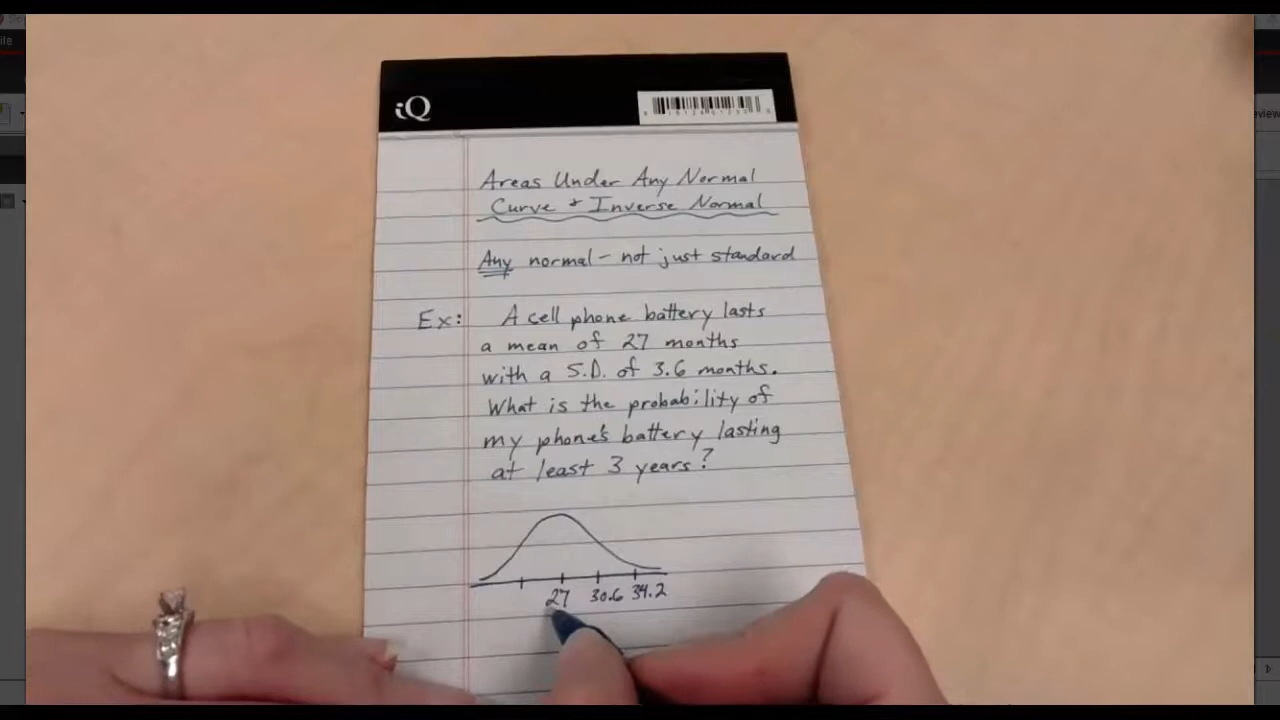 iQ
Areas Under Any Normal
Curve & Inverse Normal
Any normal - not just standard
Ex: A cell phone battery lasts
a mean of 27 months
with a S.D. of 3.6 months.
What is the probability of
my phone's battery lasting
at least 3 years?
27 30.6 34.2